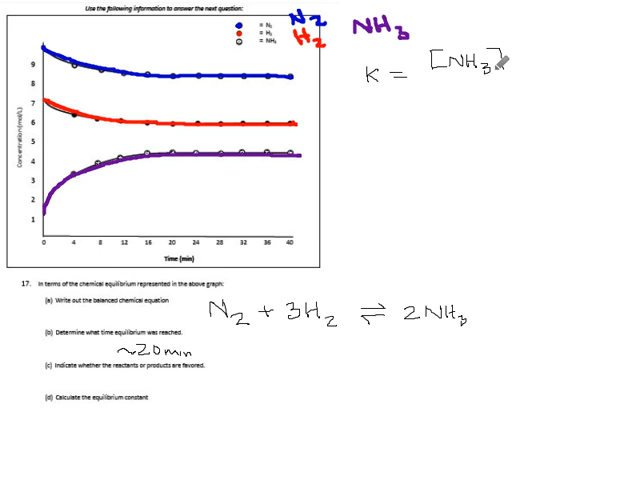 Use the following information to answer the next question:
= N₂
= H₂
= NH₃
N2
H2
NH3
K = [NH3]
Concentration (mol/L)
9
8
7
6
5
4
3
2
1
0 4 8 12 16 20 24 28 32 36 40
Time (min)
17. In terms of the chemical equilibrium represented in the above graph:
(a) Write out the balanced chemical equation
N2 + 3H2 ⇌ 2NH3
(b) Determine what time equilibrium was reached.
~20min
(c) Indicate whether the reactants or products are favored.
(d) Calculate the equilibrium constant